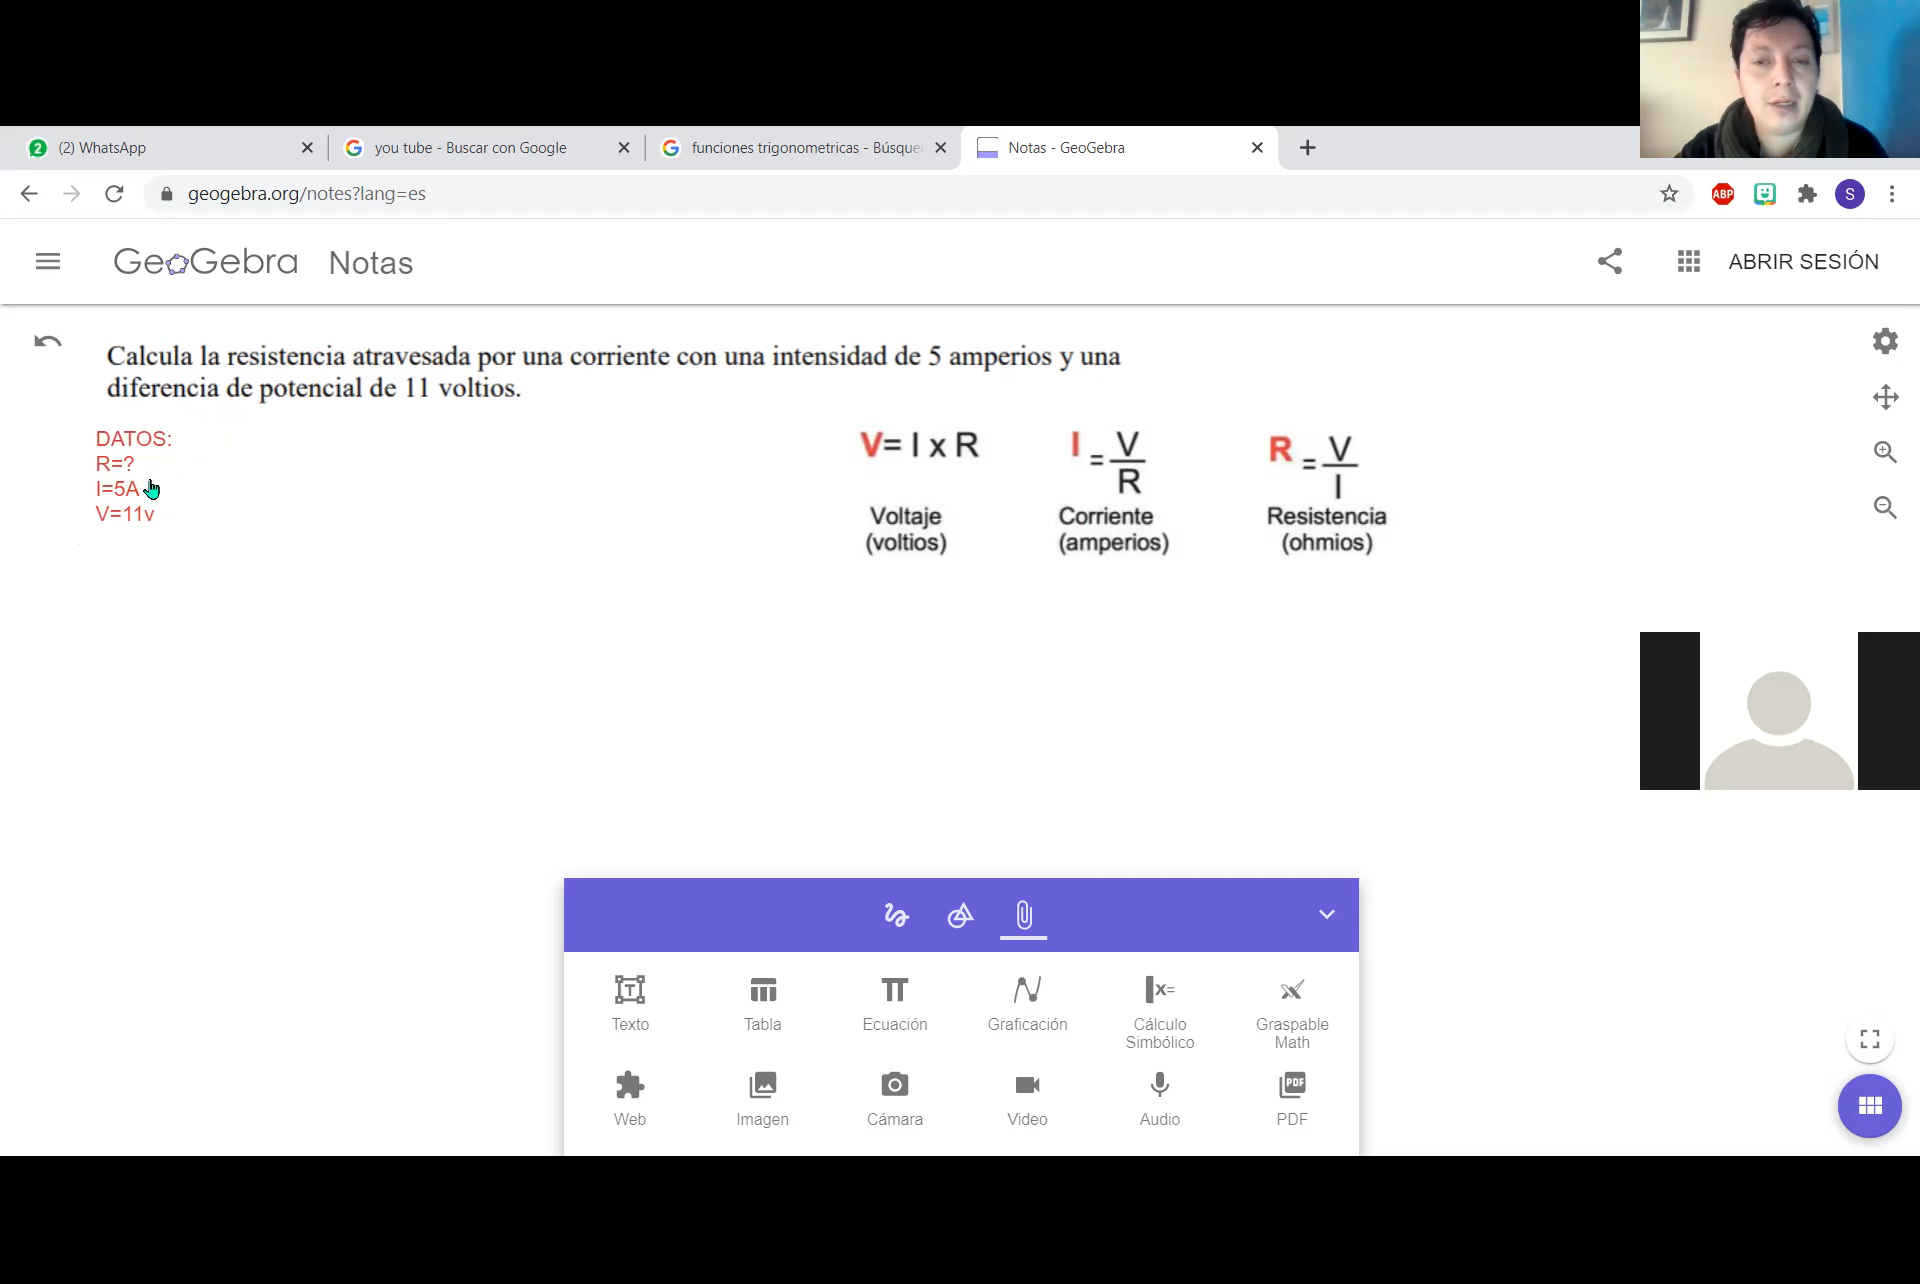 2 (2) WhatsApp
you tube - Buscar con Google
funciones trigonometricas - Búsque
Notas - GeoGebra
geogebra.org/notes?lang=es
ABP
S
GeoGebra Notas
ABRIR SESIÓN
Calcula la resistencia atravesada por una corriente con una intensidad de 5 amperios y una
diferencia de potencial de 11 voltios.
DATOS:
R=?
I=5A
V=11v
V= I x R
I = V/R
R = V/I
Voltaje
(voltios)
Corriente
(amperios)
Resistencia
(ohmios)
Texto
Tabla
Ecuación
Graficación
Cálculo
Simbólico
Graspable
Math
Web
Imagen
Cámara
Video
Audio
PDF
PDF